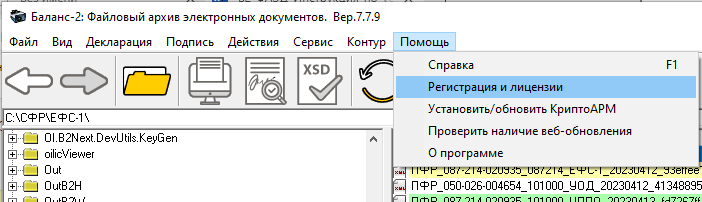 Баланс-2: Файловый архив электронных документов. Вер.7.7.9
Файл Вид Декларация Подпись Действия Сервис Контур Помощь
XSD
Справка F1
Регистрация и лицензии
Установить/обновить КриптоАРМ
Проверить наличие веб-обновления
О программе
C:\СФР\ЕФС-1\
OI.B2Next.DevUtils.KeyGen
oilicViewer
Out
OutB2H
ПФР_087-214-020935_087214_ЕФС-1_20230412_93effee
ПФР_050-026-004654_101000_УОД_20230412_41348895